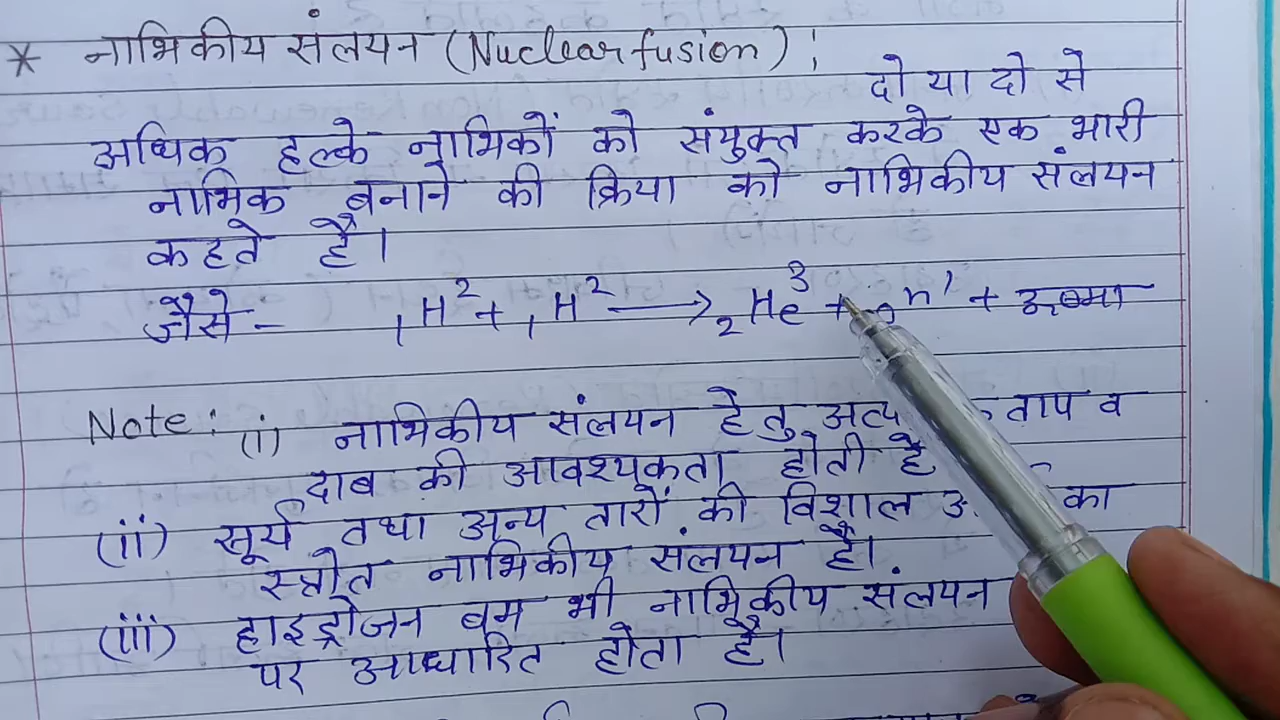 * नाभिकीय संलयन (Nuclear fusion) :
दो या दो से
अधिक हल्के नाभिकों को संयुक्त करके एक भारी
नाभिक बनाने की क्रिया को नाभिकीय संलयन
कहते है।
जैसे - ₁H² + ₁H² ⟶ ₂He³ + ₀n¹ + ऊष्मा
Note: (i) नाभिकीय संलयन हेतु ताप व
दाब की आवश्यकता होती है
(ii) सूर्य तथा अन्य तारों की विशाल का
स्त्रोत नाभिकीय संलयन है।
(iii) हाइड्रोजन बम भी नाभिकीय संलयन
पर आधारित होता है।